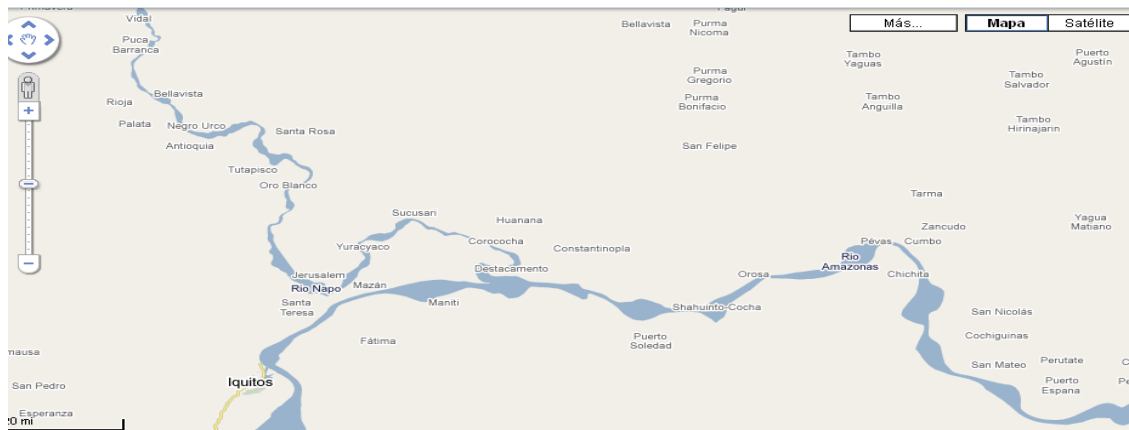 Vidal
Bellavista
Purma
Nicoma
Más...
Mapa
Satélite
Puca
Barranca
Tambo
Yaguas
Puerto
Agustín
Purma
Gregorio
Tambo
Salvador
Rioja
Bellavista
Purma
Bonifacio
Tambo
Anguilla
Palata
Negro Urco
Santa Rosa
Tambo
Hirinajarin
Antioquia
San Felipe
Tutapisco
Oro Blanco
Tarma
Sucusari
Huanana
Zancudo
Yagua
Matiano
Yuracyaco
Corococha
Constantinopla
Pévas
Cumbo
Rio
Amazonas
Jerusalem
Destacamento
Orosa
Chichita
Rio Napo
Mazán
Santa
Teresa
Maniti
Shahuinto-Cocha
San Nicolás
Fátima
Puerto
Soledad
Cochiguinas
San Mateo
Perutate
Iquitos
San Pedro
Puerto
Espana
Esperanza
20 mi